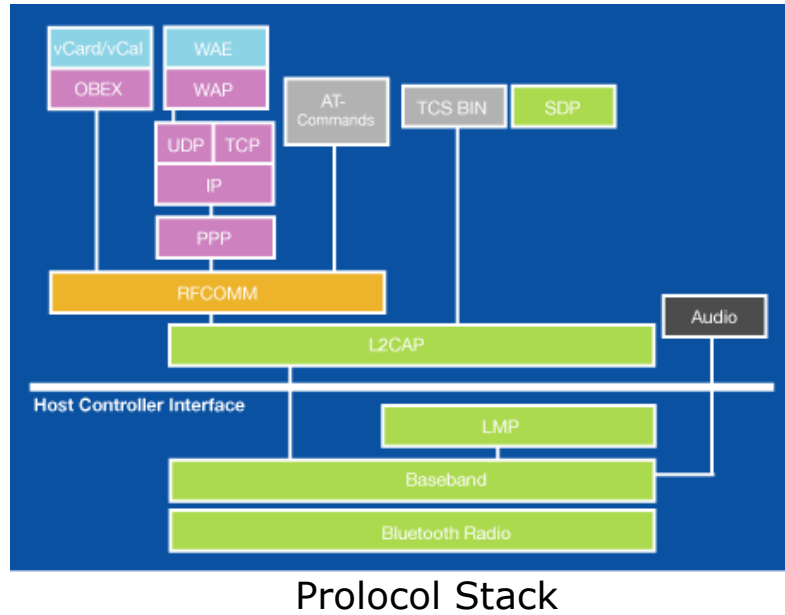 vCard/vCal
WAE
OBEX
WAP
AT-
Commands
TCS BIN
SDP
UDP
TCP
IP
PPP
RFCOMM
Audio
L2CAP
Host Controller Interface
LMP
Baseband
Bluetooth Radio
Prolocol Stack